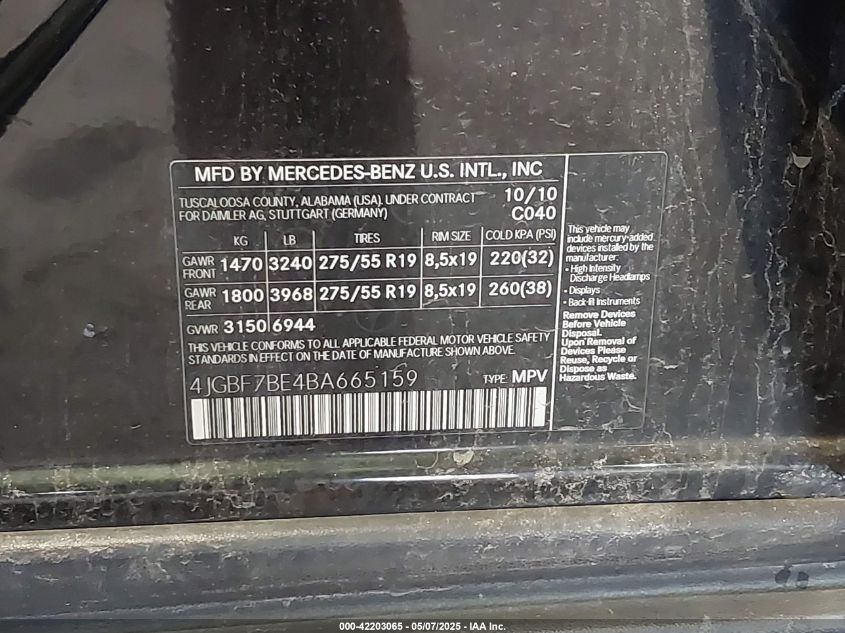 MFD BY MERCEDES-BENZ U.S. INTL., INC
TUSCALOOSA COUNTY, ALABAMA (USA), UNDER CONTRACT 10/10
FOR DAIMLER AG, STUTTGART (GERMANY) C040
KG LB TIRES RIM SIZE COLD KPA (PSI)
GAWR FRONT 1470 3240 275/55 R19 8,5x19 220(32)
GAWR REAR 1800 3968 275/55 R19 8,5x19 260(38)
GVWR 3150 6944
THIS VEHICLE CONFORMS TO ALL APPLICABLE FEDERAL MOTOR VEHICLE SAFETY
STANDARDS IN EFFECT ON THE DATE OF MANUFACTURE SHOWN ABOVE.
4JGBF7BE4BA665159 TYPE: MPV
This vehicle may
include mercury-added
devices installed by the
manufacturer:
- High Intensity
Discharge Headlamps
- Displays
- Back-lit Instruments
Remove Devices
Before Vehicle
Disposal.
Upon Removal of
Devices Please
Reuse, Recycle or
Dispose as
Hazardous Waste.
000-42203065 - 05/07/2025 - IAA Inc.